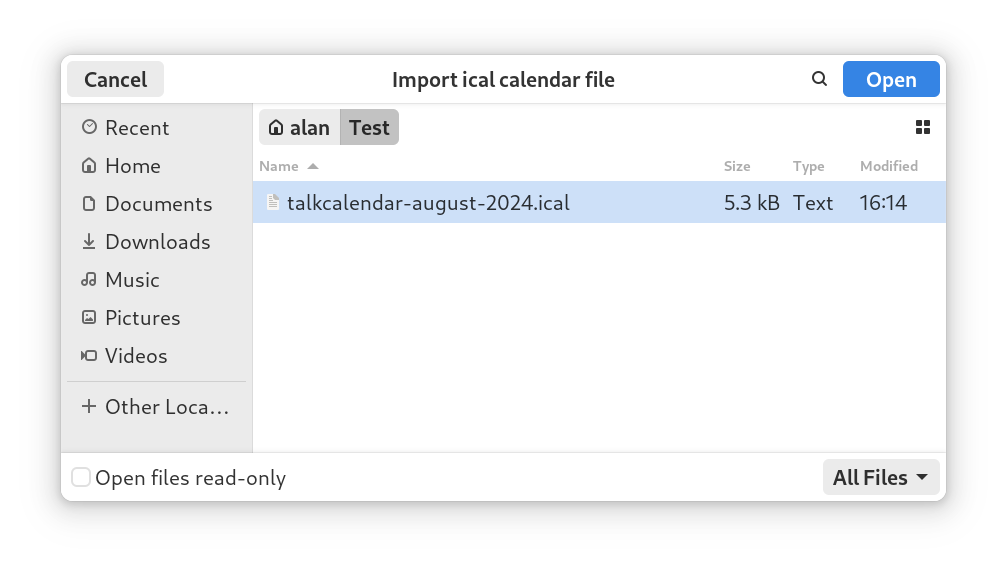 Cancel Import ical calendar file Open
Recent
Home
Documents
Downloads
Music
Pictures
Videos
Other Loca...
alan Test
Name Size Type Modified
talkcalendar-august-2024.ical 5.3 kB Text 16:14
Open files read-only All Files